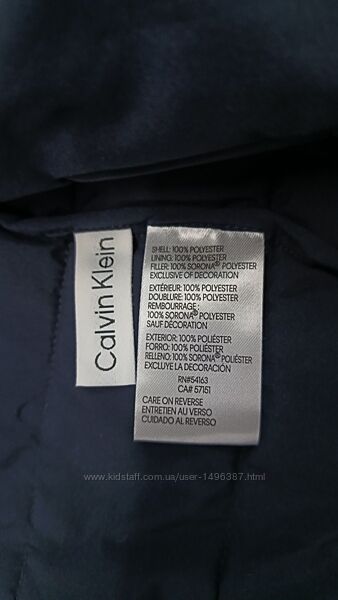 Calvin Klein
SHELL: 100% POLYESTER
LINING: 100% POLYESTER
FILLER: 100% SORONA® POLYESTER
EXCLUSIVE OF DECORATION
EXTÉRIEUR: 100% POLYESTER
DOUBLURE: 100% POLYESTER
REMBOURRAGE:
100% SORONA® POLYESTER
SAUF DÉCORATION
EXTERIOR: 100% POLIÉSTER
FORRO: 100% POLIÉSTER
RELLENO: 100% SORONA® POLIÉSTER
EXCLUYE LA DECORACIÓN
RN#54163
CA# 57151
CARE ON REVERSE
ENTRETIEN AU VERSO
CUIDADO AL REVERSO
www.kidstaff.com.ua/user-1496387.html